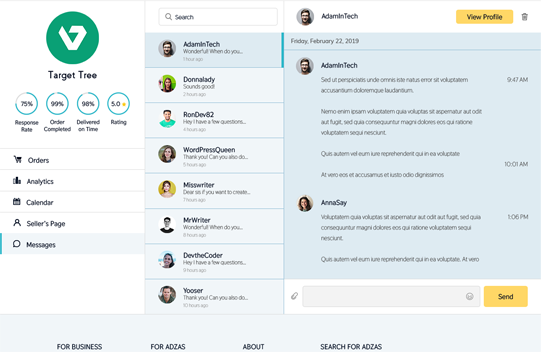 Target Tree
75%
99%
98%
5.0
Response Rate
Order Completed
Delivered on Time
Rating
Orders
Analytics
Calendar
Seller's Page
Messages
Search
AdamInTech
Wonderful! When do you...
1 hour ago
Donnalady
Sounds good!
2 hours ago
RonDev82
Hey I have a few questions...
4 hours ago
WordPressQueen
Thank you! Can you also do...
5 hours ago
Misswriter
Dear sis if you want to create...
7 hours ago
MrWriter
Wonderful! When do you...
8 hours ago
DevtheCoder
Hey I have a few questions...
9 hours ago
Yooser
Thank you! Can you also do...
10 hours ago
AdamInTech
View Profile
Friday, February 22, 2019
AdamInTech
Sed ut perspiciatis unde omnis iste natus error sit voluptatem
9:47 AM
accusantium doloremque laudantium.
Nemo enim ipsam voluptatem quia voluptas sit aspernatur aut odit
aut fugit, sed quia consequuntur magni dolores eos qui ratione
voluptatem sequi nesciunt.
Quis autem vel eum iure reprehenderit qui in ea voluptate
10:01 AM
At vero eos et accusamus et iusto odio dignissimos
AnnaSay
Voluptatem quia voluptas sit aspernatur aut odit aut fugit, sed quia
1:06 PM
consequuntur magni dolores eos qui ratione voluptatem sequi
nesciunt.
Quis autem vel eum iure reprehenderit qui in ea voluptate. At vero
Send
FOR BUSINESS
FOR ADZAS
ABOUT
SEARCH FOR ADZAS